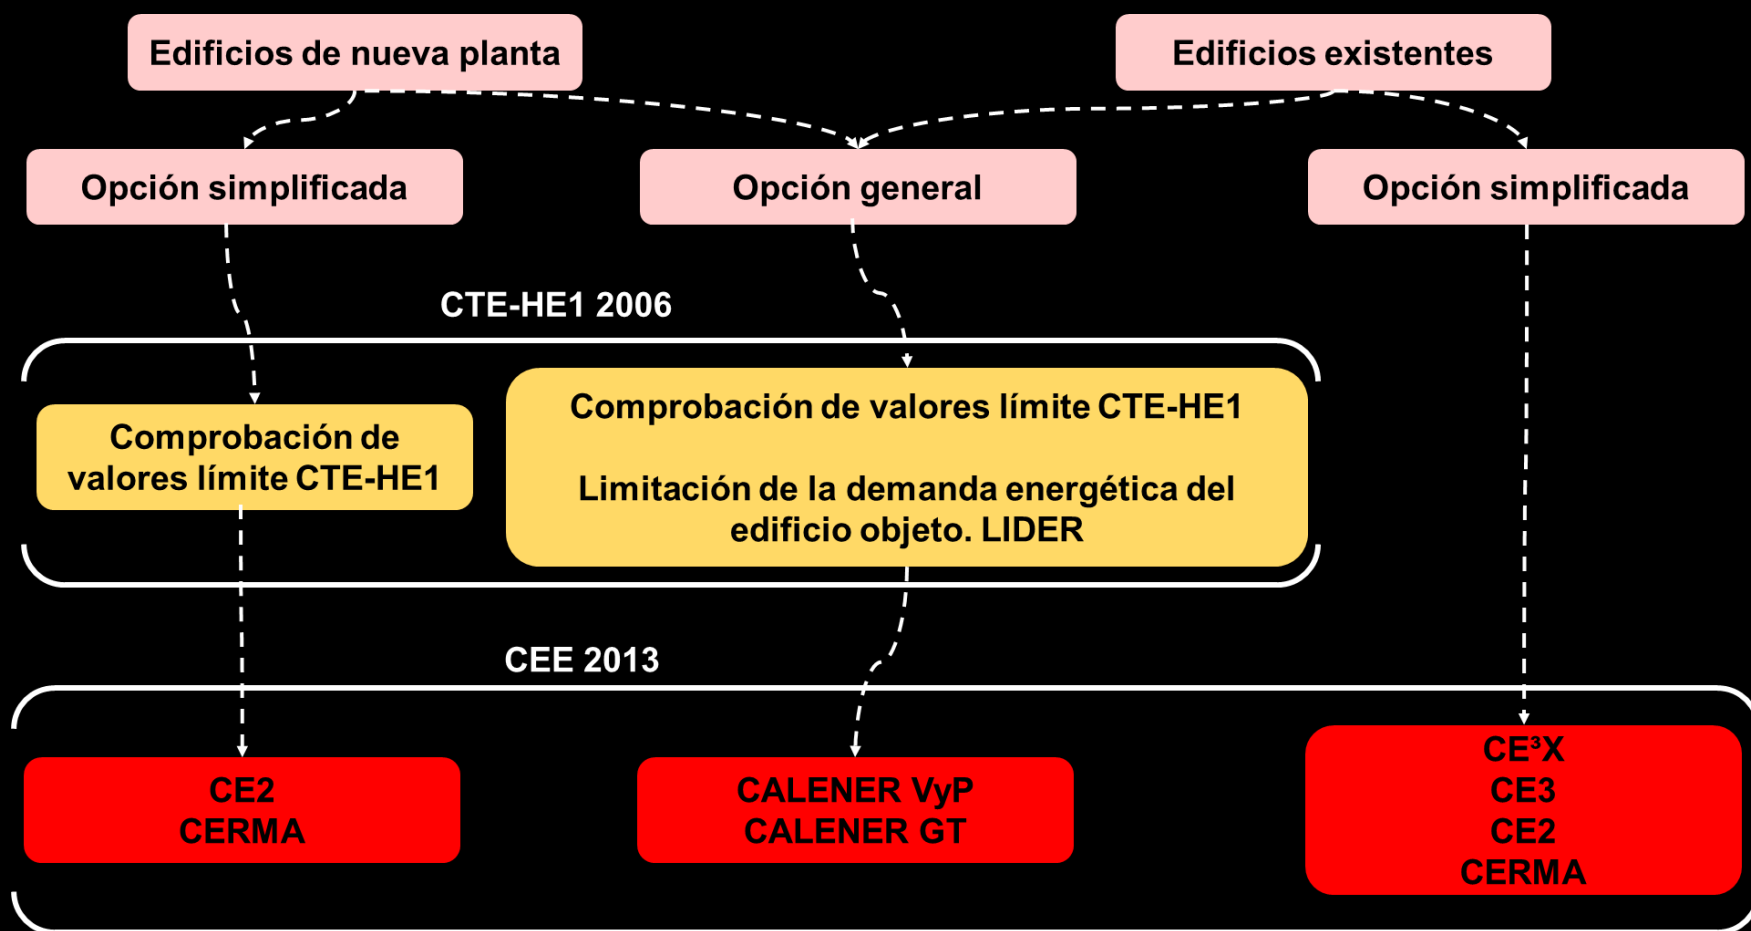 Edificios de nueva planta
Edificios existentes
Opción simplificada
Opción general
Opción simplificada
CTE-HE1 2006
Comprobación de
valores límite CTE-HE1
Comprobación de valores límite CTE-HE1
Limitación de la demanda energética del
edificio objeto. LIDER
CEE 2013
CE2
CERMA
CALENER VyP
CALENER GT
CE³X
CE3
CE2
CERMA